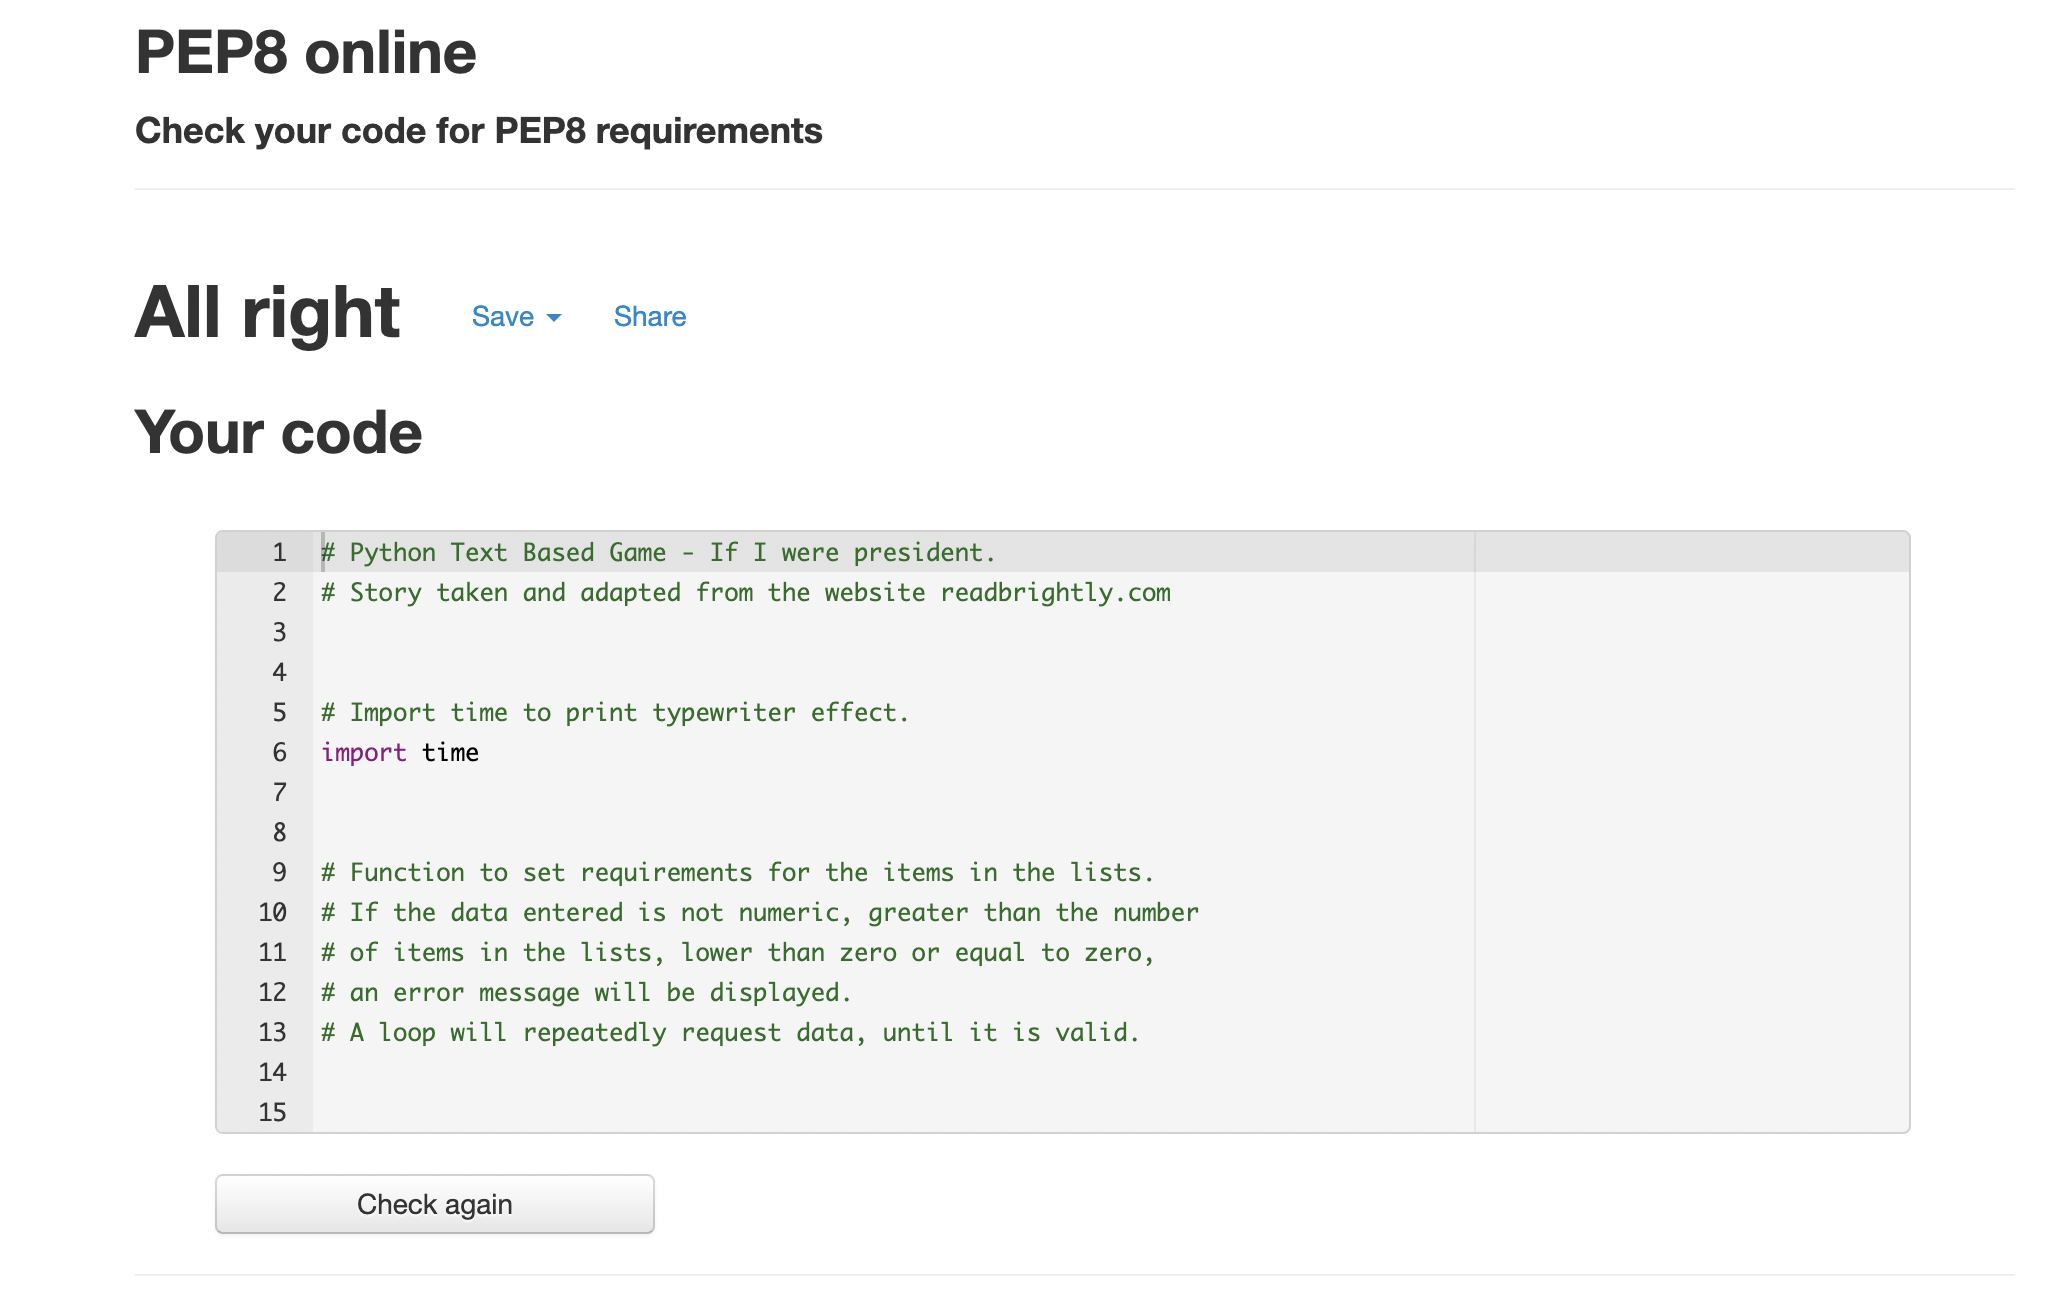 PEP8 online
Check your code for PEP8 requirements
All right Save Share
Your code
1 # Python Text Based Game - If I were president.
2 # Story taken and adapted from the website readbrightly.com
3
4
5 # Import time to print typewriter effect.
6 import time
7
8
9 # Function to set requirements for the items in the lists.
10 # If the data entered is not numeric, greater than the number
11 # of items in the lists, lower than zero or equal to zero,
12 # an error message will be displayed.
13 # A loop will repeatedly request data, until it is valid.
14
15
Check again